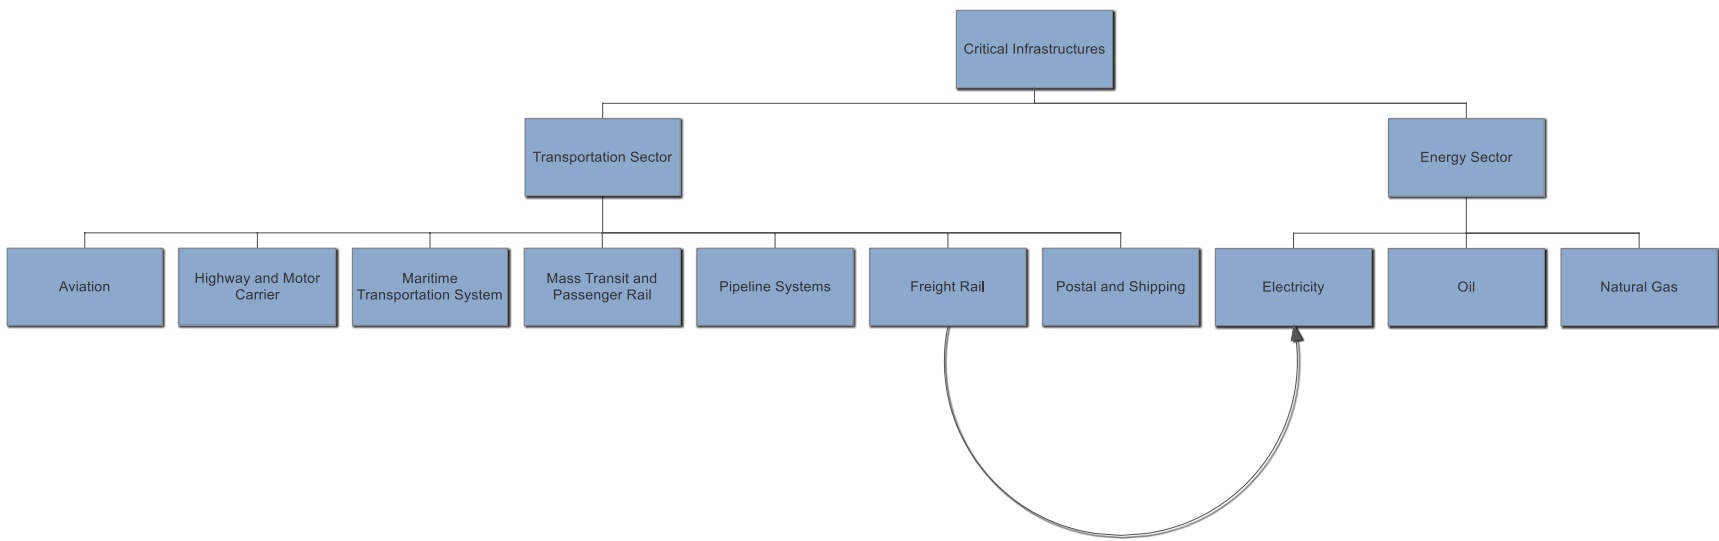 Critical Infrastructures
Transportation Sector
Energy Sector
Aviation
Highway and Motor
Carrier
Maritime
Transportation System
Mass Transit and
Passenger Rail
Pipeline Systems
Freight Rail
Postal and Shipping
Electricity
Oil
Natural Gas